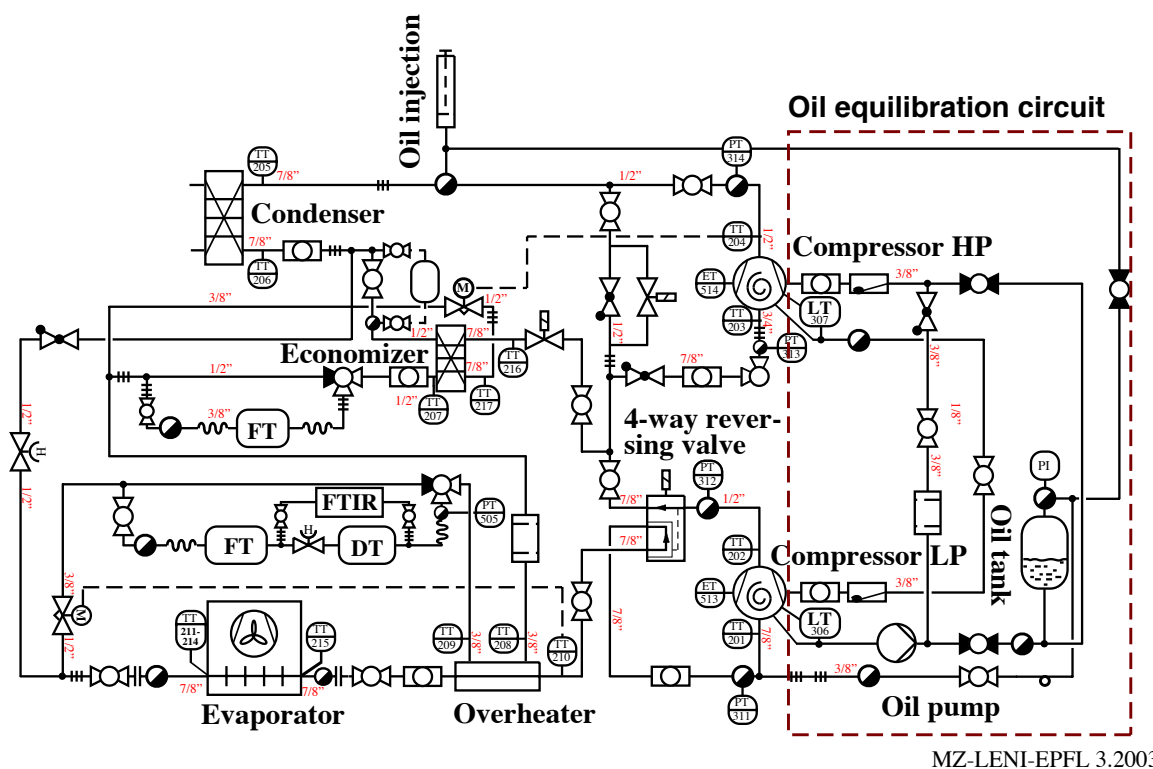 Oil injection
Oil equilibration circuit
TT
205
7/8”
1/2”
PT
314
Condenser
7/8”
TT
206
TT
204
1/2”
Compressor HP
M
3/8”
1/2”
ET
514
3/8”
LT
307
TT
203
3/4”
PT
313
1/2”
7/8”
1/2”
7/8”
TT
216
Economizer
7/8”
TT
217
1/2”
1/2”
TT
207
7/8”
3/8”
1/8”
3/8”
FT
1/2”
H
1/2”
3/8”
4-way rever-
sing valve
PT
312
7/8”
1/2”
PI
Oil tank
FTIR
PT
505
FT
H
DT
7/8”
TT
202
Compressor LP
ET
513
3/8”
LT
306
TT
201
7/8”
3/8”
M
1/2”
TT
211-
214
TT
215
TT
209
3/8”
TT
208
3/8”
TT
210
7/8”
7/8”
7/8”
Evaporator
Overheater
PT
311
3/8”
Oil pump
MZ-LENI-EPFL 3.2003